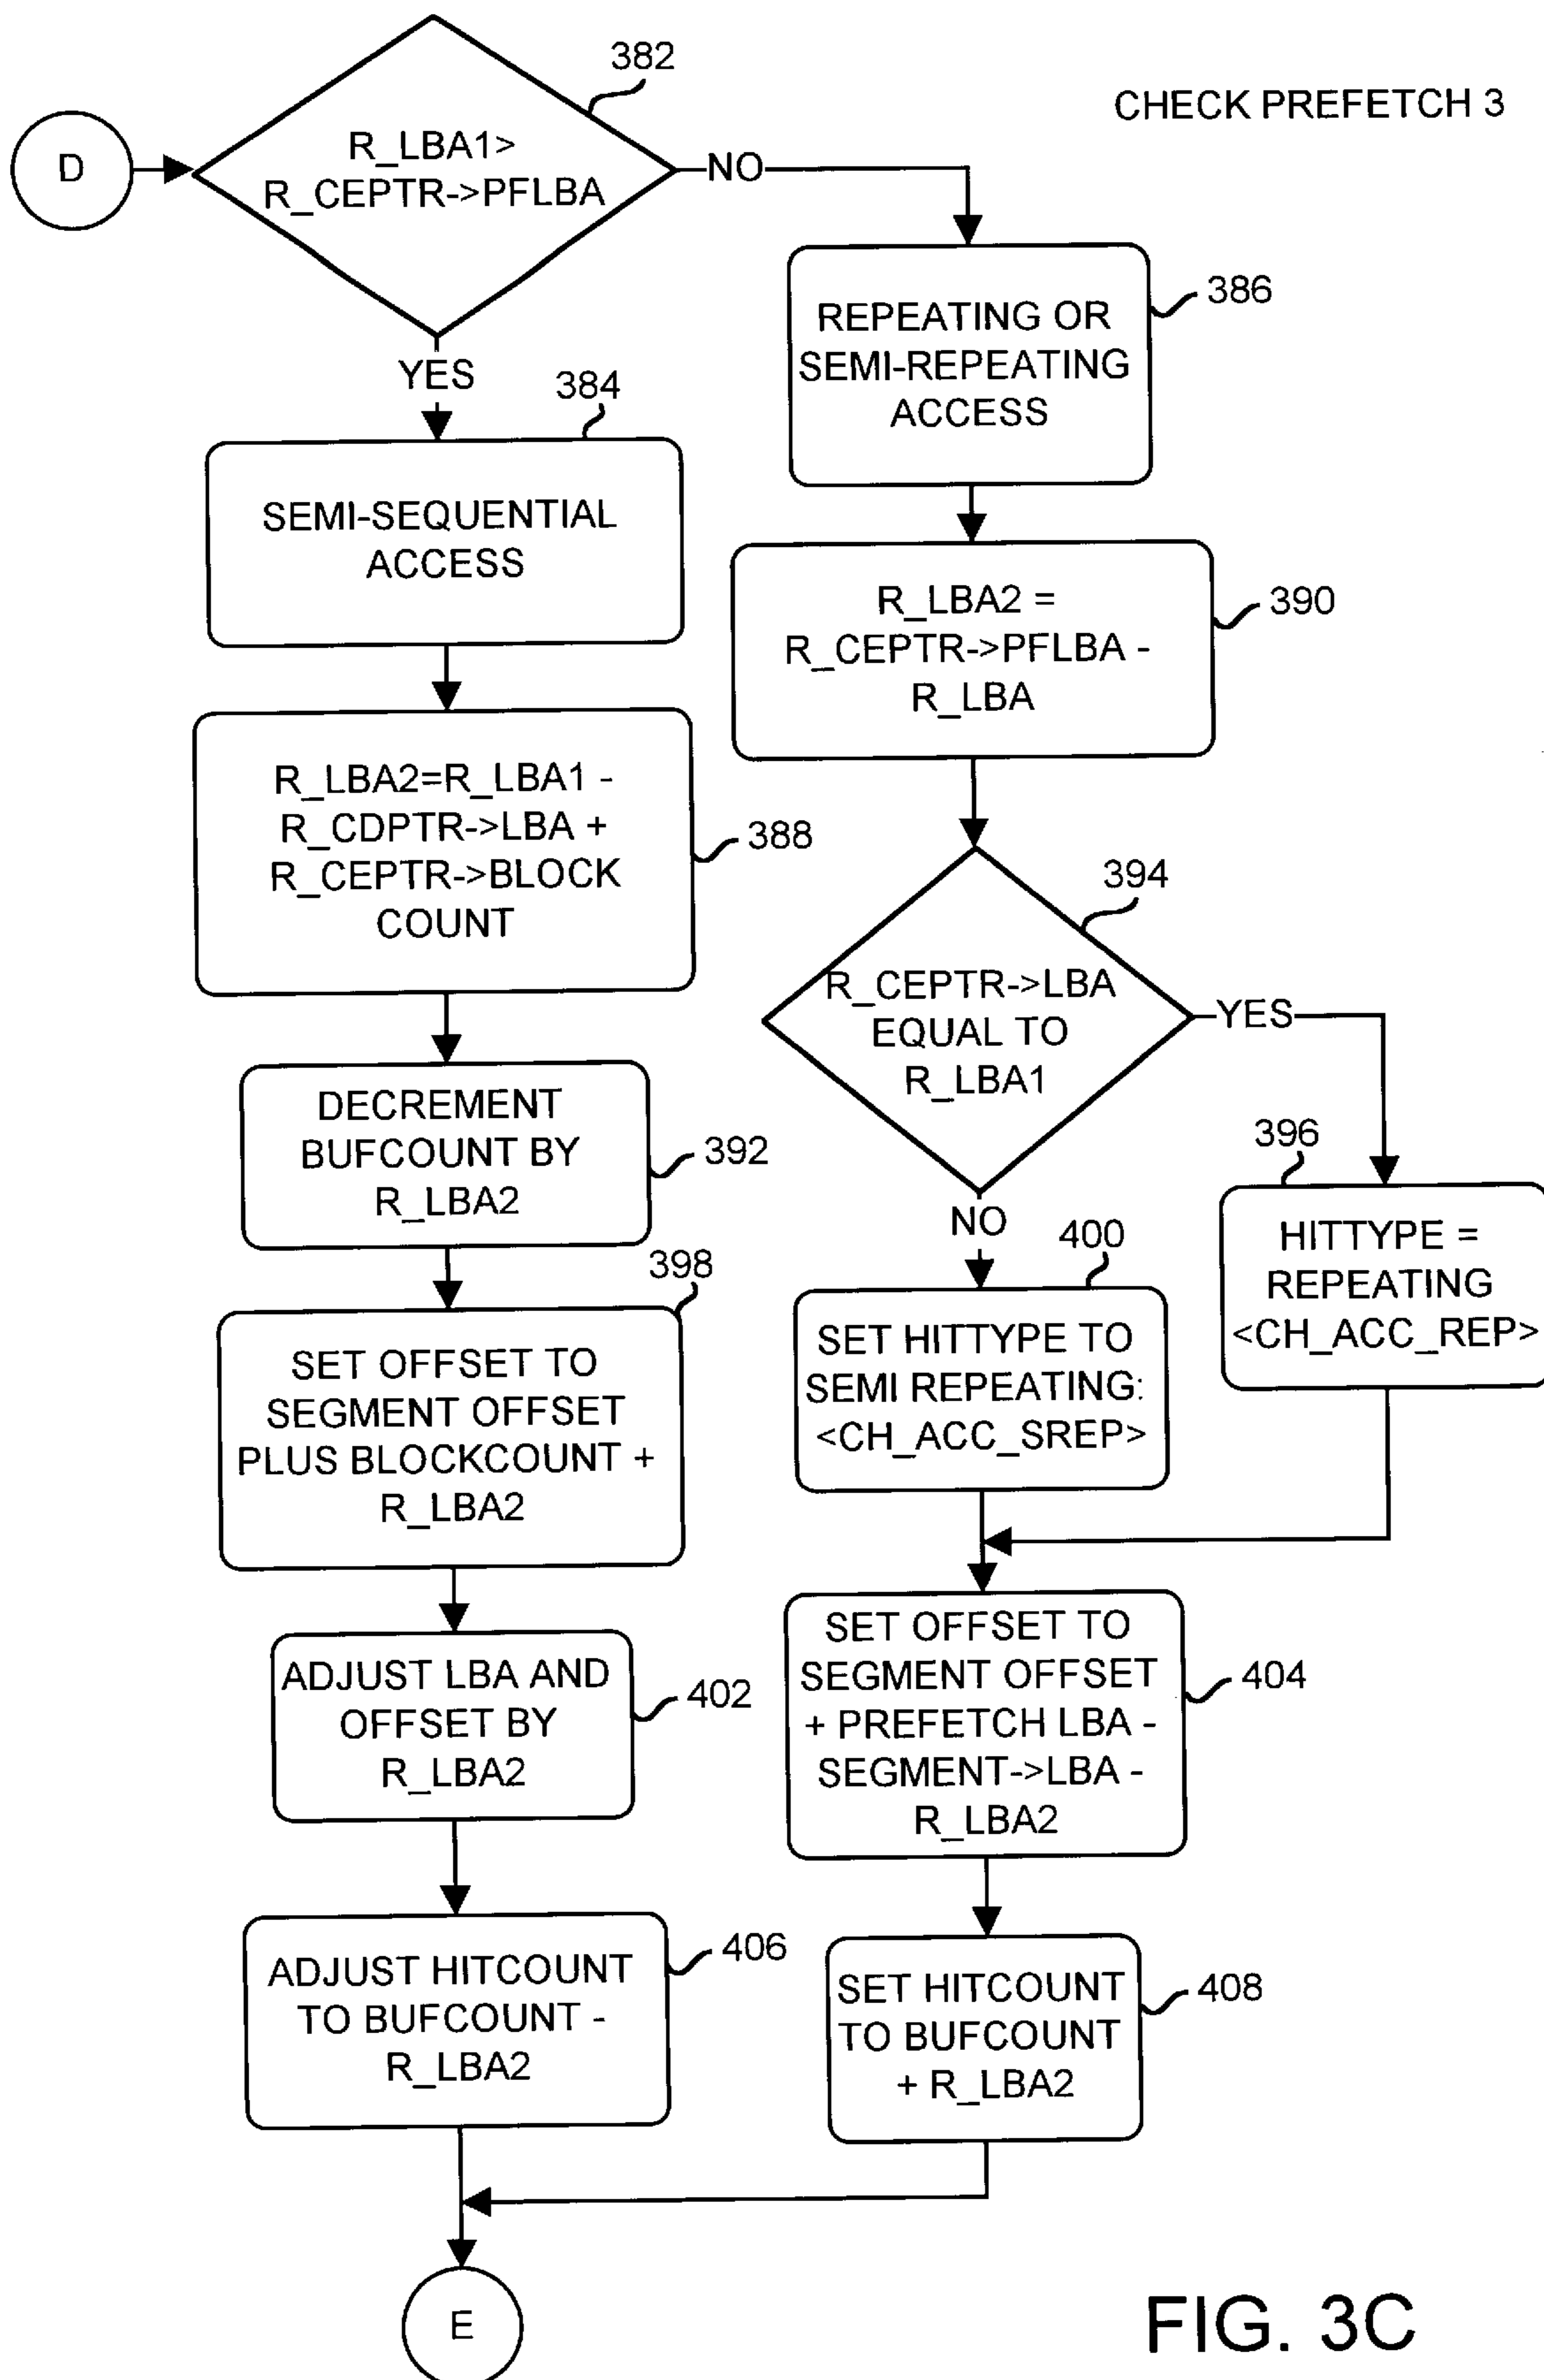 CHECK PREFETCH 3
D
382
R_LBA1>
R_CEPTR->PFLBA
NO
YES
384
SEMI-SEQUENTIAL
ACCESS
386
REPEATING OR
SEMI-REPEATING
ACCESS
388
R_LBA2=R_LBA1 -
R_CDPTR->LBA +
R_CEPTR->BLOCK
COUNT
390
R_LBA2 =
R_CEPTR->PFLBA -
R_LBA
392
DECREMENT
BUFCOUNT BY
R_LBA2
394
R_CEPTR->LBA
EQUAL TO
R_LBA1
YES
NO
396
HITTYPE =
REPEATING
<CH_ACC_REP>
398
SET OFFSET TO
SEGMENT OFFSET
PLUS BLOCKCOUNT +
R_LBA2
400
SET HITTYPE TO
SEMI REPEATING:
<CH_ACC_SREP>
402
ADJUST LBA AND
OFFSET BY
R_LBA2
404
SET OFFSET TO
SEGMENT OFFSET
+ PREFETCH LBA -
SEGMENT->LBA -
R_LBA2
406
ADJUST HITCOUNT
TO BUFCOUNT -
R_LBA2
408
SET HITCOUNT
TO BUFCOUNT
+ R_LBA2
E
FIG. 3C